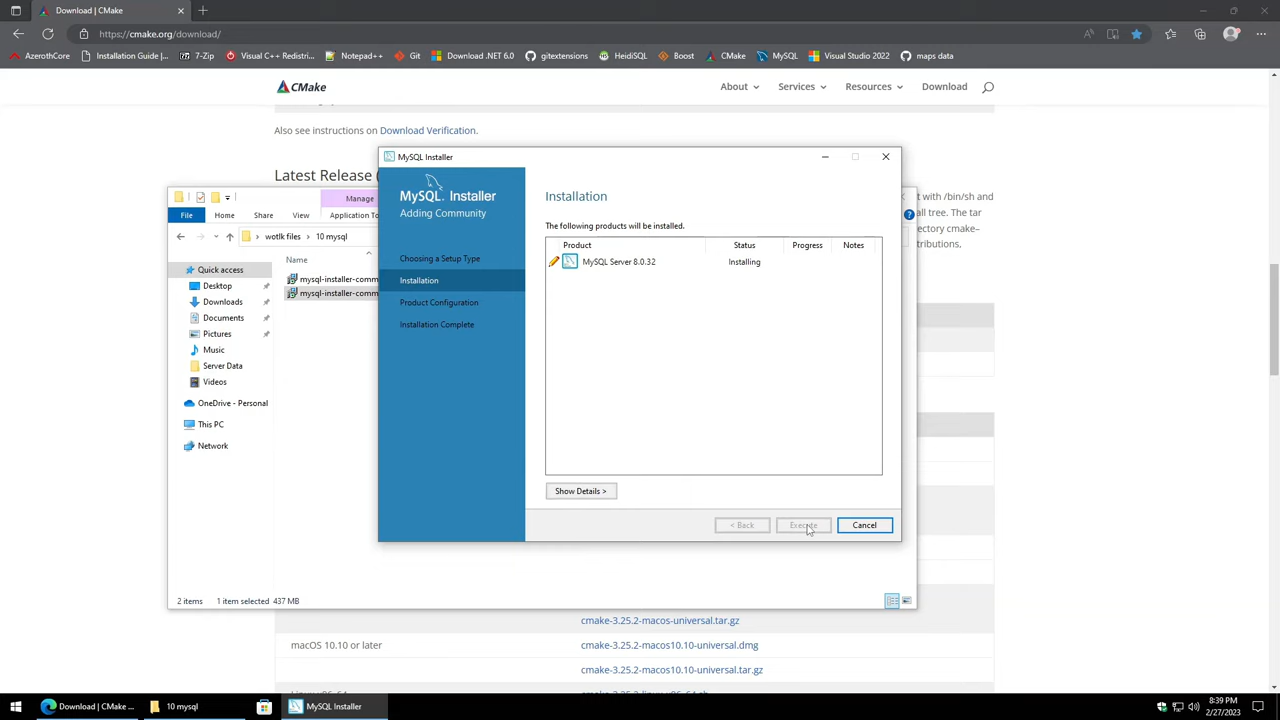 Download | CMake
https://cmake.org/download/
AzerothCore
Installation Guide |...
7-Zip
Visual C++ Redistri...
Notepad++
Git
Download .NET 6.0
gitextensions
HeidiSQL
Boost
CMake
MySQL
Visual Studio 2022
maps data
CMake
About
Services
Resources
Download
Also see instructions on Download Verification.
Latest Release (
t with /bin/sh and
all tree. The tar
ectory cmake–
tributions,
Manage
File
Home
Share
View
Application To
wotlk files > 10 mysql
Quick access
Desktop
Downloads
Documents
Pictures
Music
Server Data
Videos
OneDrive - Personal
This PC
Network
Name
mysql-installer-comm
mysql-installer-comm
2 items
1 item selected 437 MB
MySQL Installer
MySQL. Installer
Adding Community
Choosing a Setup Type
Installation
Product Configuration
Installation Complete
Installation
The following products will be installed.
Product
Status
Progress
Notes
MySQL Server 8.0.32
Installing
Show Details >
< Back
Execute
Cancel
cmake-3.25.2-macos-universal.tar.gz
macOS 10.10 or later
cmake-3.25.2-macos10.10-universal.dmg
cmake-3.25.2-macos10.10-universal.tar.gz
Download | CMake ...
10 mysql
MySQL Installer
8:39 PM
2/27/2023